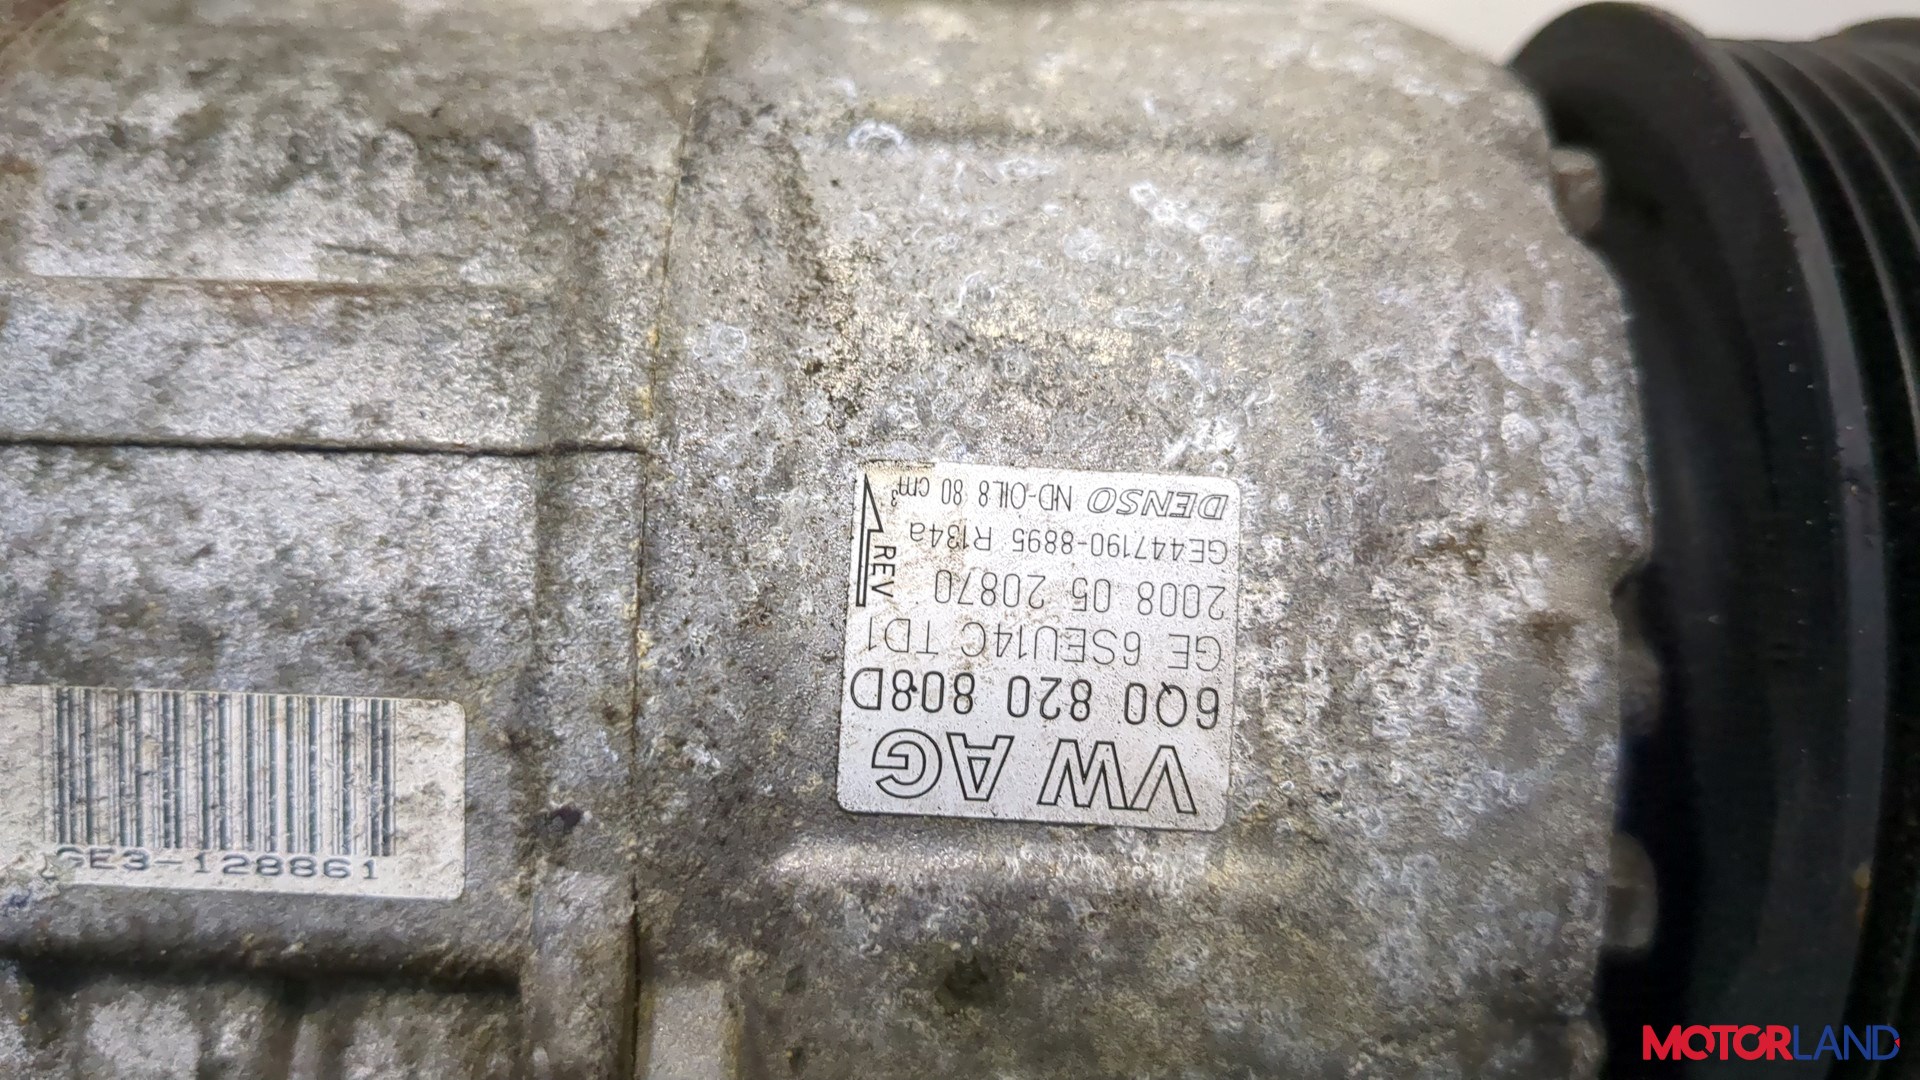 VW AG
6Q0 820 808D
GE 6SEU14C TD1
2008 05 20870
GE447190-8895 R134a
DENSO ND-OIL8 80 cm³
REV
GE3-128861
MOTORLAND